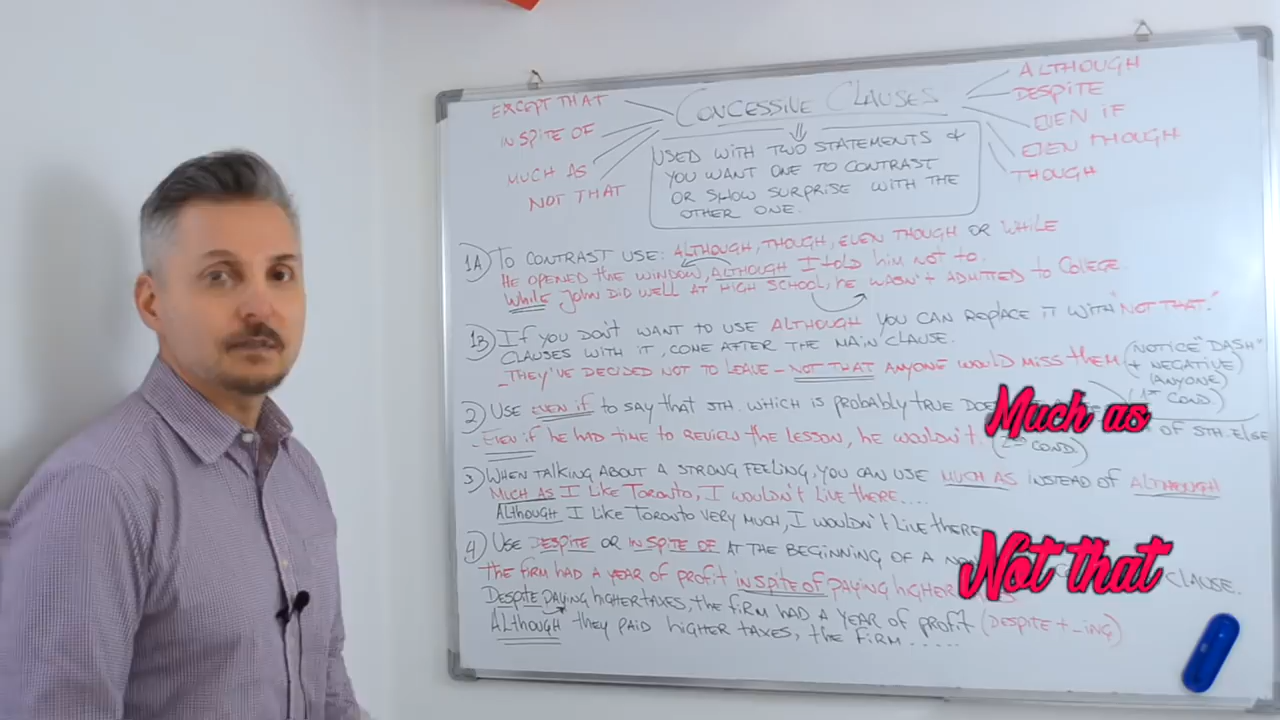 EXCEPT THAT
IN SPITE OF
MUCH AS
NOT THAT
CONCESSIVE CLAUSES
ALTHOUGH
DESPITE
EVEN IF
EVEN THOUGH
THOUGH
USED WITH TWO STATEMENTS &
YOU WANT ONE TO CONTRAST
OR SHOW SURPRISE WITH THE
OTHER ONE.
1A) TO CONTRAST USE: ALTHOUGH, THOUGH, EVEN THOUGH OR WHILE
HE OPENED THE WINDOW, ALTHOUGH I TOLD HIM NOT TO.
WHILE JOHN DID WELL AT HIGH SCHOOL, HE WASN'T ADMITTED TO COLEGE.
1B) IF YOU DON'T WANT TO USE ALTHOUGH YOU CAN REPLACE IT WITH "NOT THAT."
CLAUSES WITH IT, COME AFTER THE MAIN CLAUSE.
THEY'VE DECIDED NOT TO LEAVE - NOT THAT ANYONE WOULD MISS THEM (NOTICE "DASH"
+ NEGATIVE)
(ANYONE)
(1ST COND)
2) USE EVEN IF TO SAY THAT STH. WHICH IS PROBABLY TRUE OF STH. ELSE
EVEN IF HE HAD TIME TO REVIEW THE LESSON, HE WOULDN'T. (2ND COND)
Much as
3) WHEN TALKING ABOUT A STRONG FEELING, YOU CAN USE MUCH AS INSTEAD OF ALTHOUGH
MUCH AS I LIKE TORONTO, I WOULDN'T LIVE THERE....
ALTHOUGH I LIKE TORONTO VERY MUCH, I WOULDN'T LIVE THERE
4) USE DESPITE OR IN SPITE OF AT THE BEGINNING OF A CLAUSE.
Not that
THE FIRM HAD A YEAR OF PROFIT IN SPITE OF PAYING HIGHER
DESPITE PAYING HIGHER TAXES, THE FIRM HAD A YEAR OF PROFIT (DESPITE + -ING)
ALTHOUGH THEY PAID HIGHER TAXES, THE FIRM.....